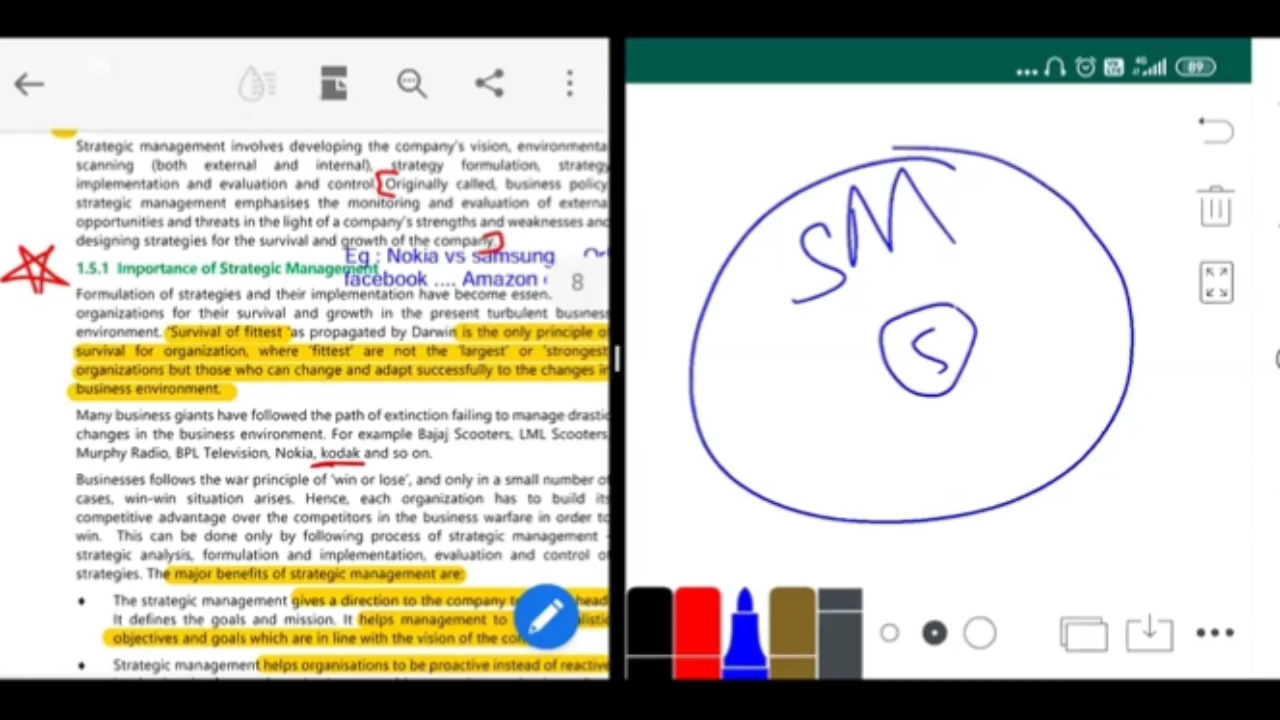 Strategic management involves developing the company's vision, environmenta
scanning (both external and internal), strategy formulation, strategy
implementation and evaluation and control. Originally called, business policy
strategic management emphasises the monitoring and evaluation of externa
opportunities and threats in the light of a company's strengths and weaknesses and
designing strategies for the survival and growth of the company.
Eg : Nokia vs samsung
1.5.1 Importance of Strategic Management
facebook .... Amazon
8
Formulation of strategies and their implementation have become essen
organizations for their survival and growth in the present turbulent business
environment. 'Survival of fittest 'as propagated by Darwin is the only principle o
survival for organization, where 'fittest' are not the 'largest' or 'strongest
organizations but those who can change and adapt successfully to the changes in
business environment.
Many business giants have followed the path of extinction failing to manage drastic
changes in the business environment. For example Bajaj Scooters, LML Scooters
Murphy Radio, BPL Television, Nokia, kodak and so on.
Businesses follows the war principle of 'win or lose', and only in a small number of
cases, win-win situation arises. Hence, each organization has to build its
competitive advantage over the competitors in the business warfare in order to
win. This can be done only by following process of strategic management -
strategic analysis, formulation and implementation, evaluation and control of
strategies. The major benefits of strategic management are:
• The strategic management gives a direction to the company to head
It defines the goals and mission. It helps management to alistic
objectives and goals which are in line with the vision of the com
• Strategic management helps organisations to be proactive instead of reactive
SM
S
4G
89